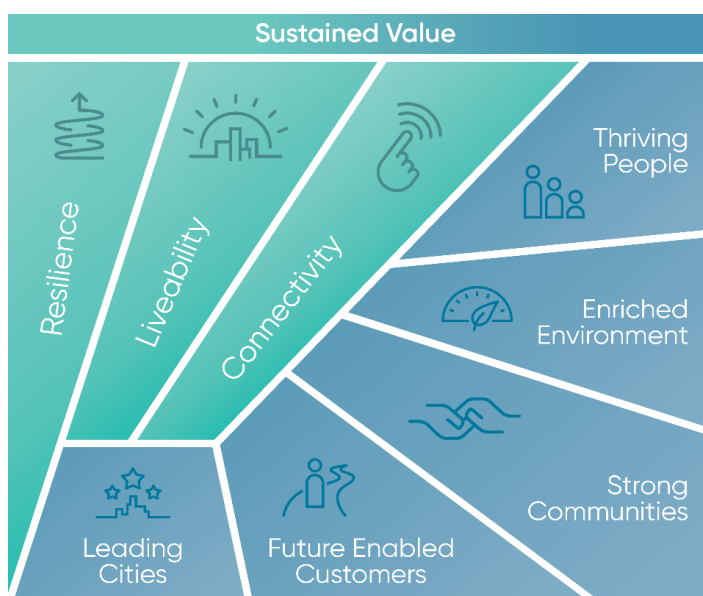 Sustained Value
Resilience
Liveability
Connectivity
Thriving
People
Enriched
Environment
Strong
Communities
Future Enabled
Customers
Leading
Cities